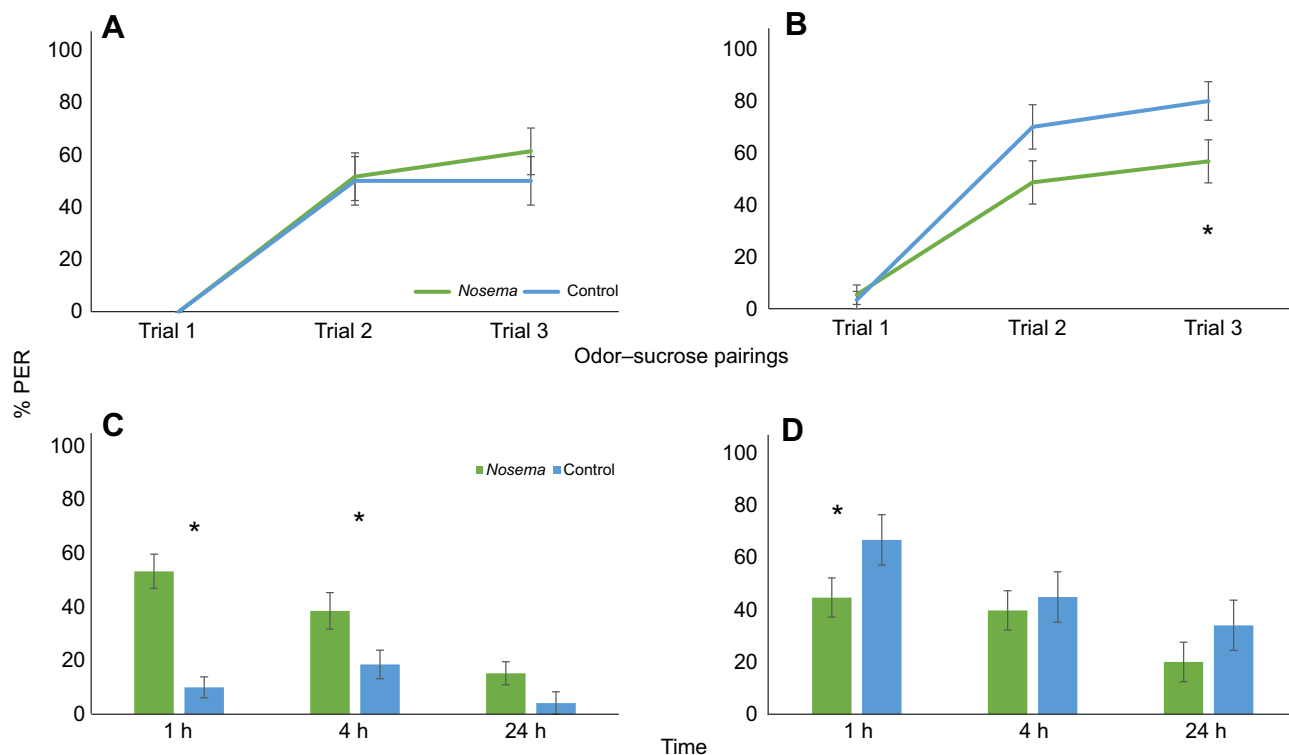 A
100
80
60
40
20
0
Nosema Control
Trial 1 Trial 2 Trial 3
B
100
80
60
40
20
0
Trial 1 Trial 2 Trial 3
Odor–sucrose pairings
% PER
C
100
80
60
40
20
0
Nosema Control
* *
1 h 4 h 24 h
D
100
80
60
40
20
0
*
1 h 4 h 24 h
Time
*